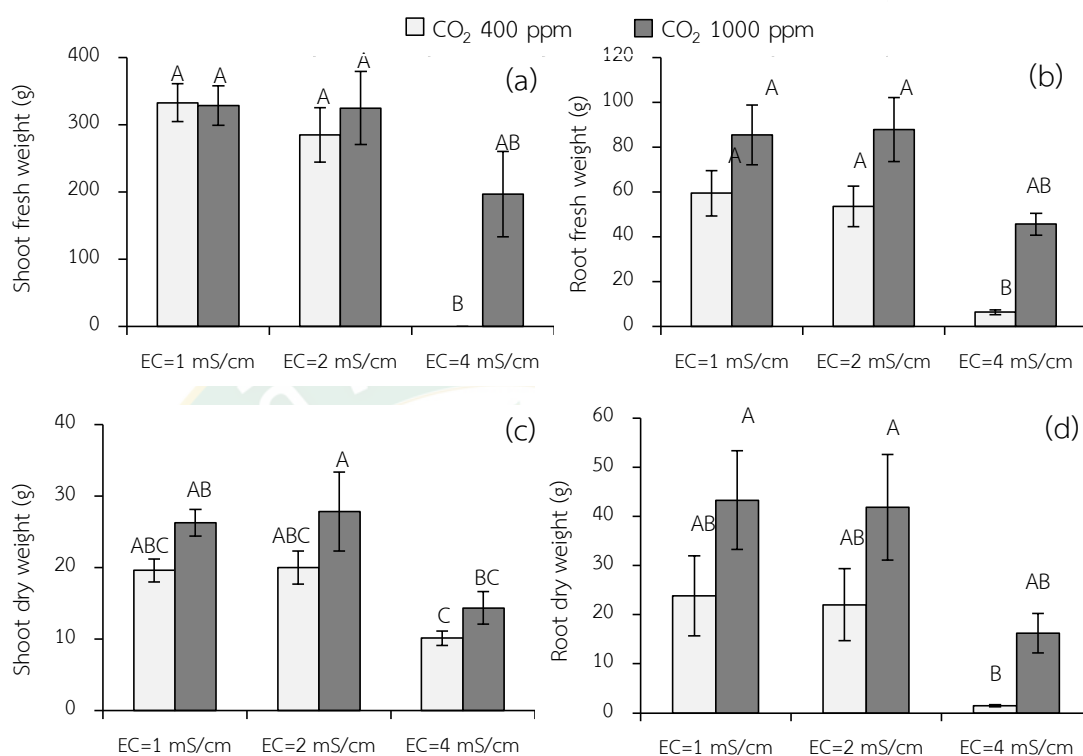 CO₂ 400 ppm
CO₂ 1000 ppm
(a)
Shoot fresh weight (g)
400
300
200
100
0
A
A
A
A
B
AB
EC=1 mS/cm
EC=2 mS/cm
EC=4 mS/cm
(b)
Root fresh weight (g)
120
100
80
60
40
20
0
A
A
A
A
B
AB
EC=1 mS/cm
EC=2 mS/cm
EC=4 mS/cm
(c)
Shoot dry weight (g)
40
30
20
10
0
ABC
AB
ABC
A
C
BC
EC=1 mS/cm
EC=2 mS/cm
EC=4 mS/cm
(d)
Root dry weight (g)
60
50
40
30
20
10
0
AB
A
AB
A
B
AB
EC=1 mS/cm
EC=2 mS/cm
EC=4 mS/cm